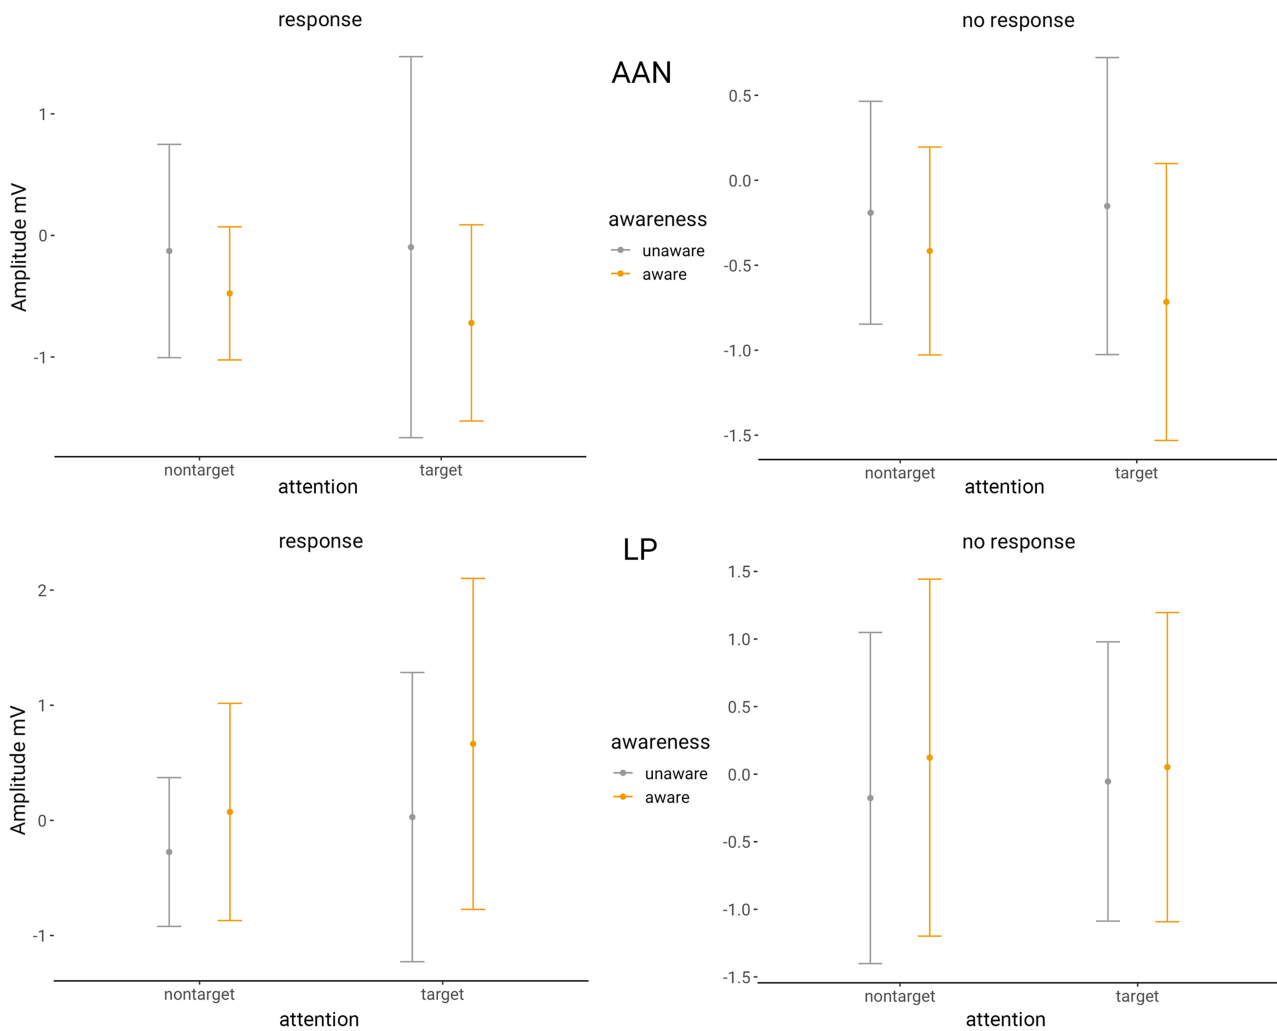 response
no response
AAN
Amplitude mV
1
0
-1
nontarget
target
attention
awareness
unaware
aware
0.5
0.0
-0.5
-1.0
-1.5
nontarget
target
attention
response
no response
LP
Amplitude mV
2
1
0
-1
nontarget
target
attention
awareness
unaware
aware
1.5
1.0
0.5
0.0
-0.5
-1.0
-1.5
nontarget
target
attention